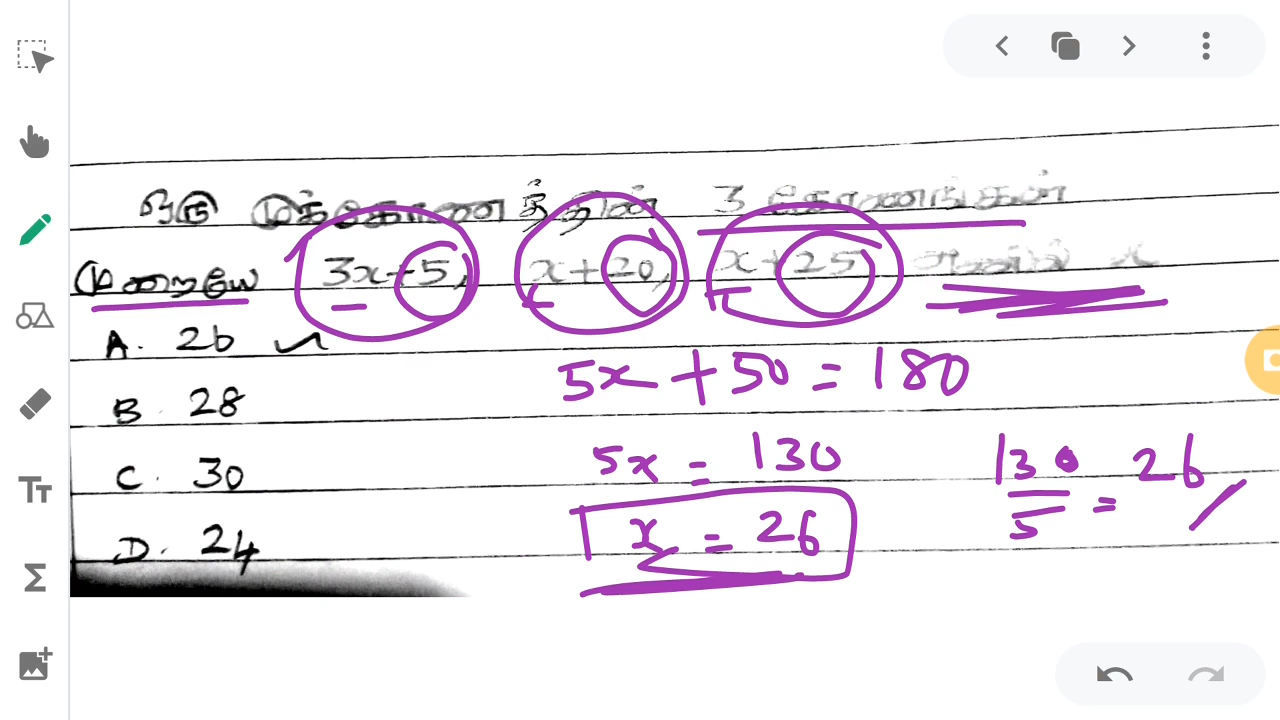 ஒரு முக்கோணத்தின் 3 கோணங்கள்
முறையே 3x+5, x+20, x+25 எனில் x
A. 26
B. 28
C. 30
D. 24
5x + 50 = 180
5x = 130
x = 26
130/5 = 26
Tт
Σ